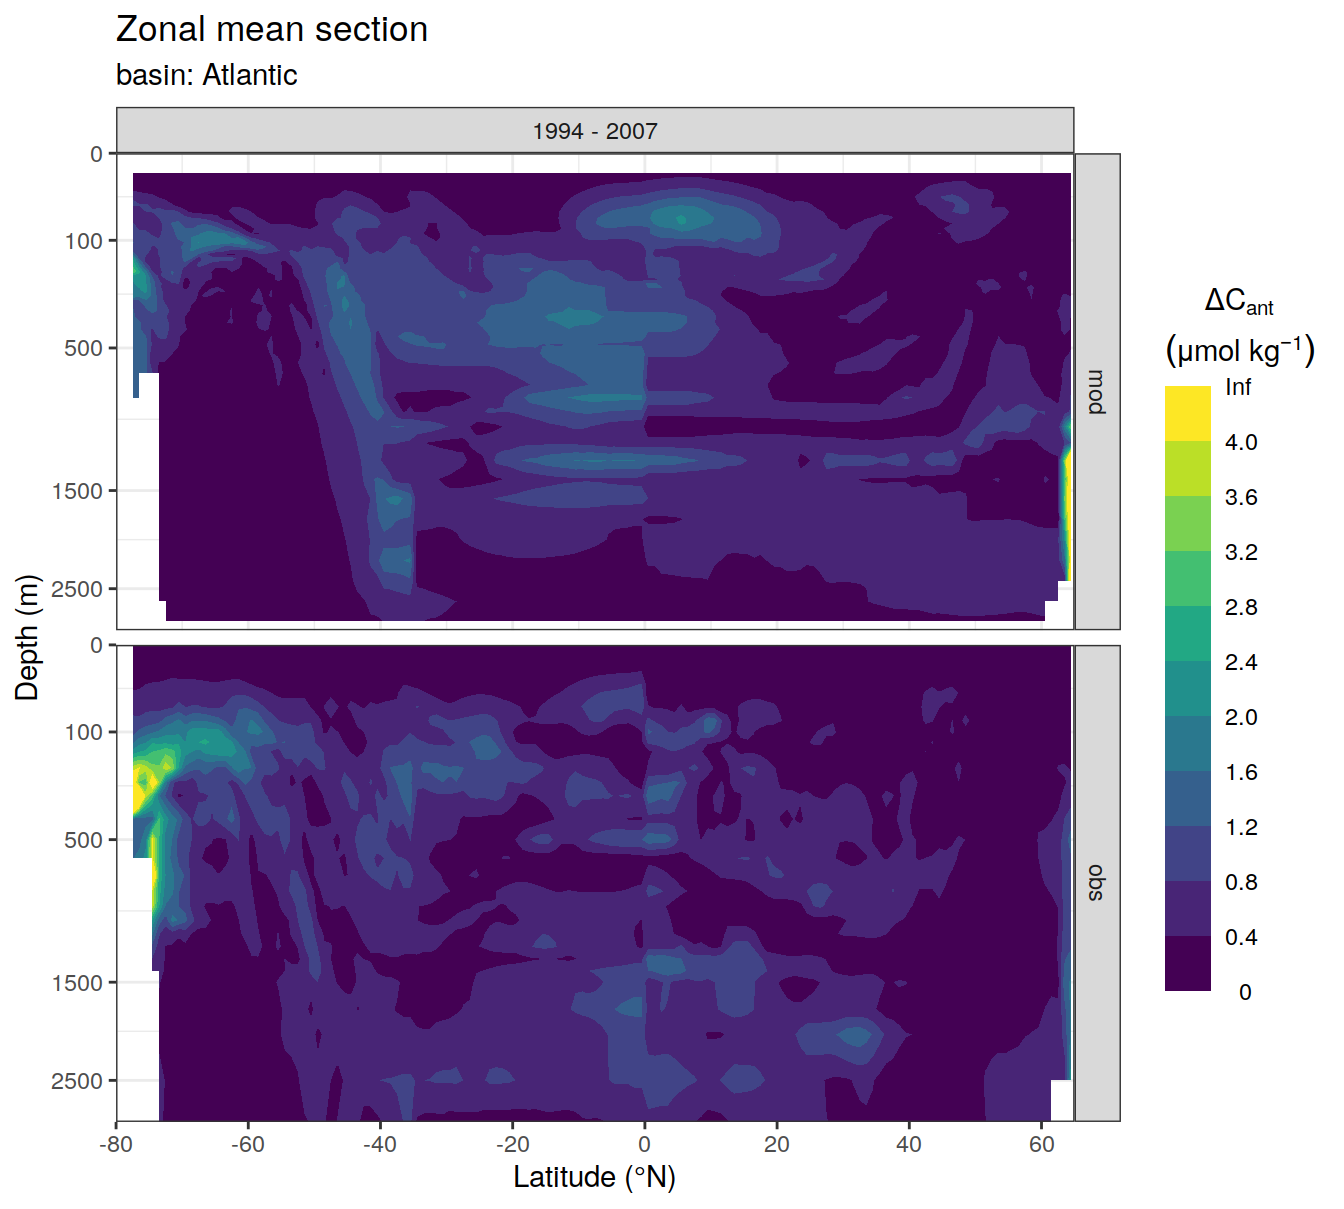 Zonal mean section
basin: Atlantic
1994 - 2007
0
100
500
1500
2500
mod
0
100
500
1500
2500
obs
Depth (m)
-80
-60
-40
-20
0
20
40
60
Latitude (°N)
ΔCant
(μmol kg⁻¹)
Inf
4.0
3.6
3.2
2.8
2.4
2.0
1.6
1.2
0.8
0.4
0